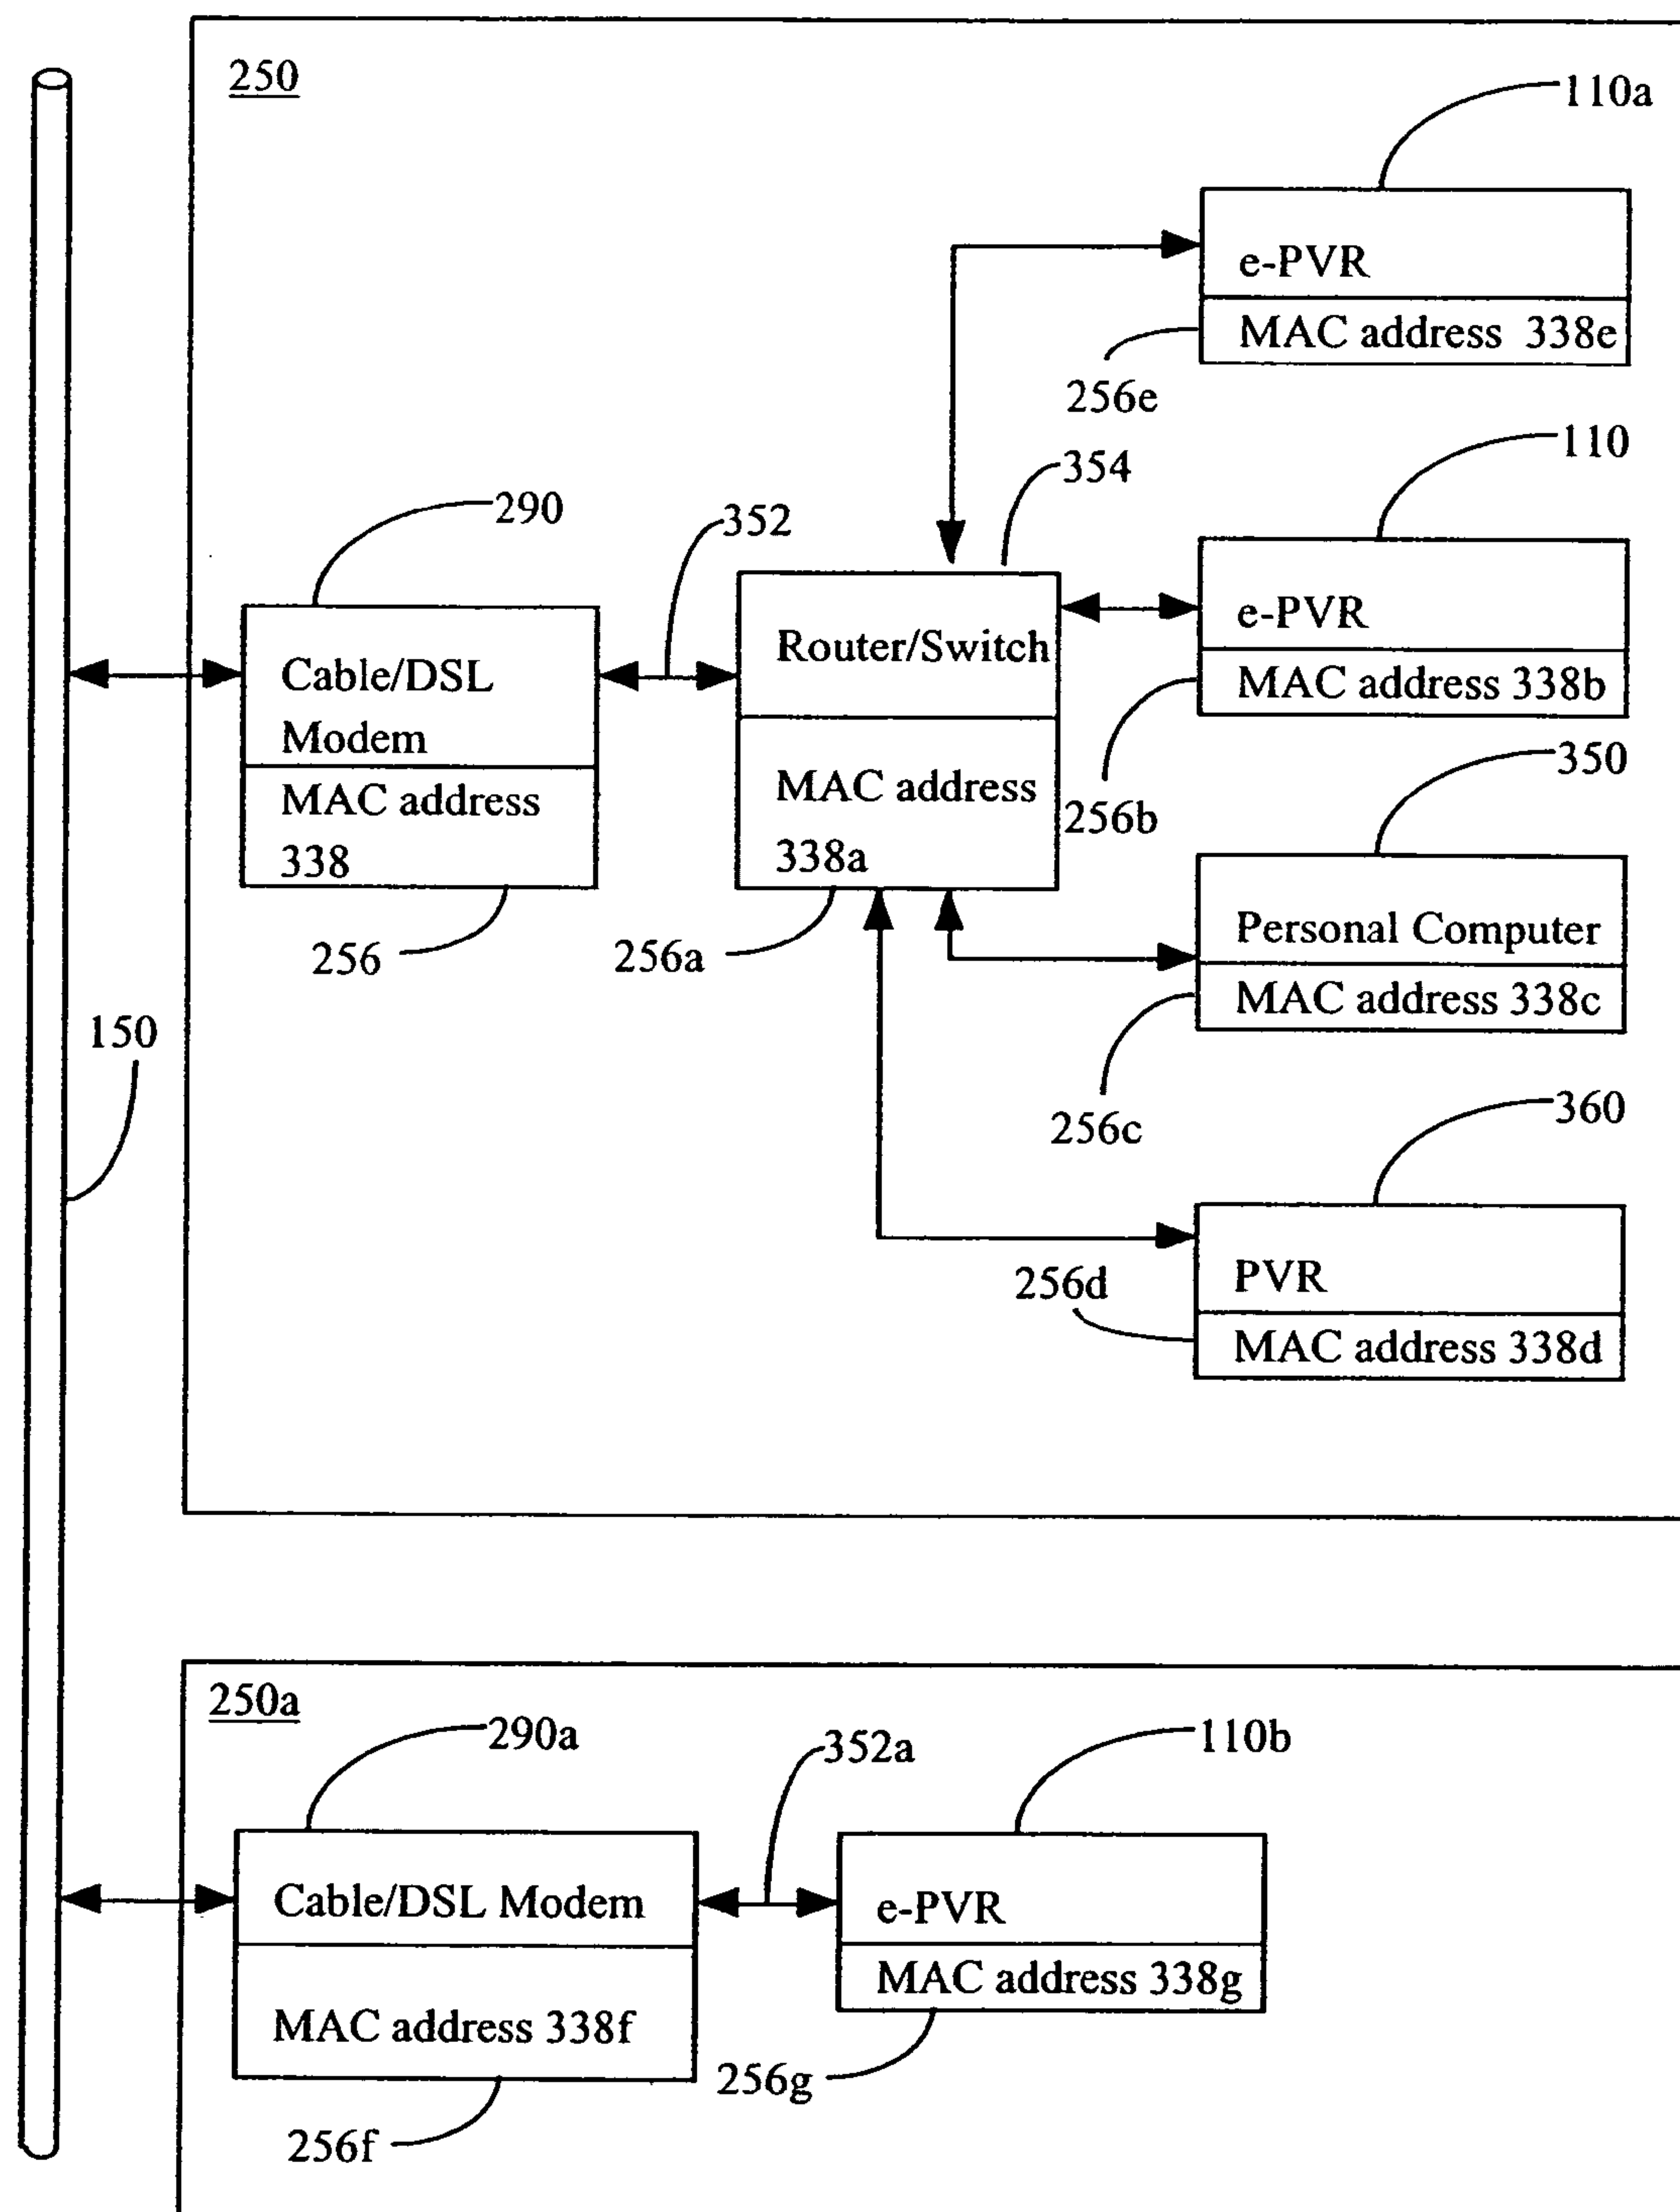 250
110a
e-PVR
MAC address 338e
256e
354
110
290
352
e-PVR
MAC address 338b
256b
Router/Switch
MAC address
338a
256a
Cable/DSL
Modem
MAC address
338
256
350
Personal Computer
MAC address 338c
256c
150
360
PVR
MAC address 338d
256d
250a
290a
352a
110b
Cable/DSL Modem
MAC address 338f
256f
e-PVR
MAC address 338g
256g